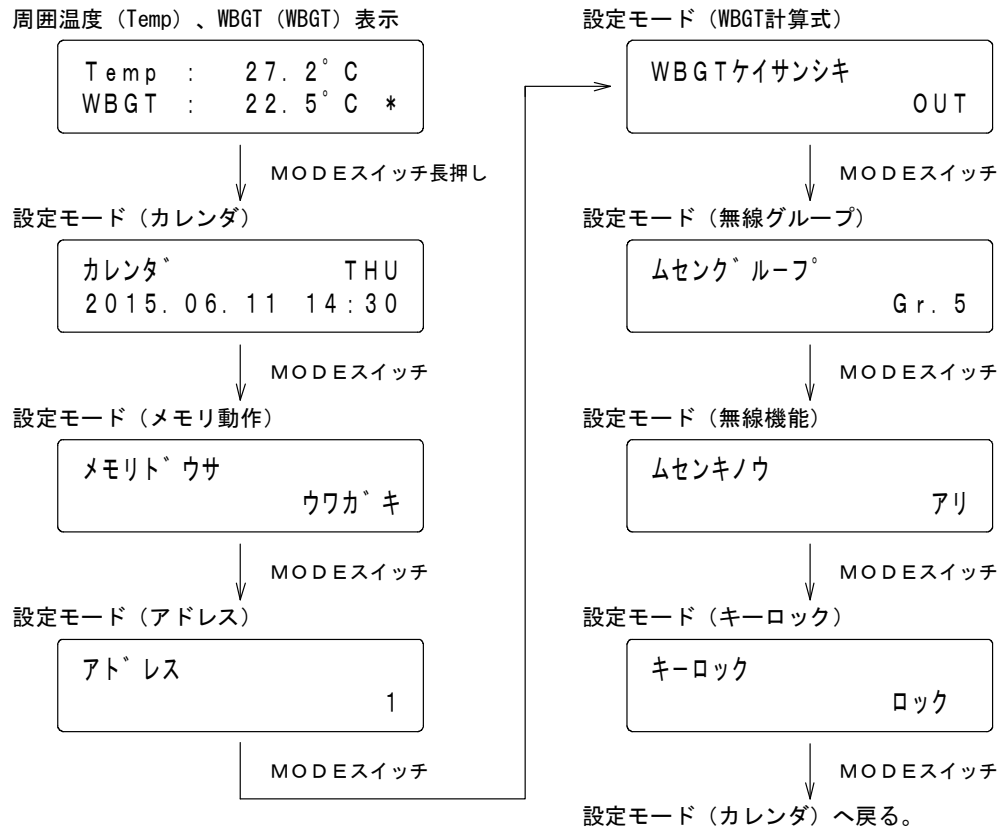 周囲温度（Temp）、WBGT（WBGT）表示
Temp : 27.2°C
WBGT : 22.5°C *
MODEスイッチ長押し
設定モード（カレンダ）
カレンダ THU
2015.06.11 14:30
MODEスイッチ
設定モード（メモリ動作）
メモリドウサ
ウワガキ
MODEスイッチ
設定モード（アドレス）
アドレス
1
MODEスイッチ
設定モード（WBGT計算式）
WBGTケイサンシキ
OUT
MODEスイッチ
設定モード（無線グループ）
ムセングループ
Gr.5
MODEスイッチ
設定モード（無線機能）
ムセンキノウ
アリ
MODEスイッチ
設定モード（キーロック）
キーロック
ロック
MODEスイッチ
設定モード（カレンダ）へ戻る。